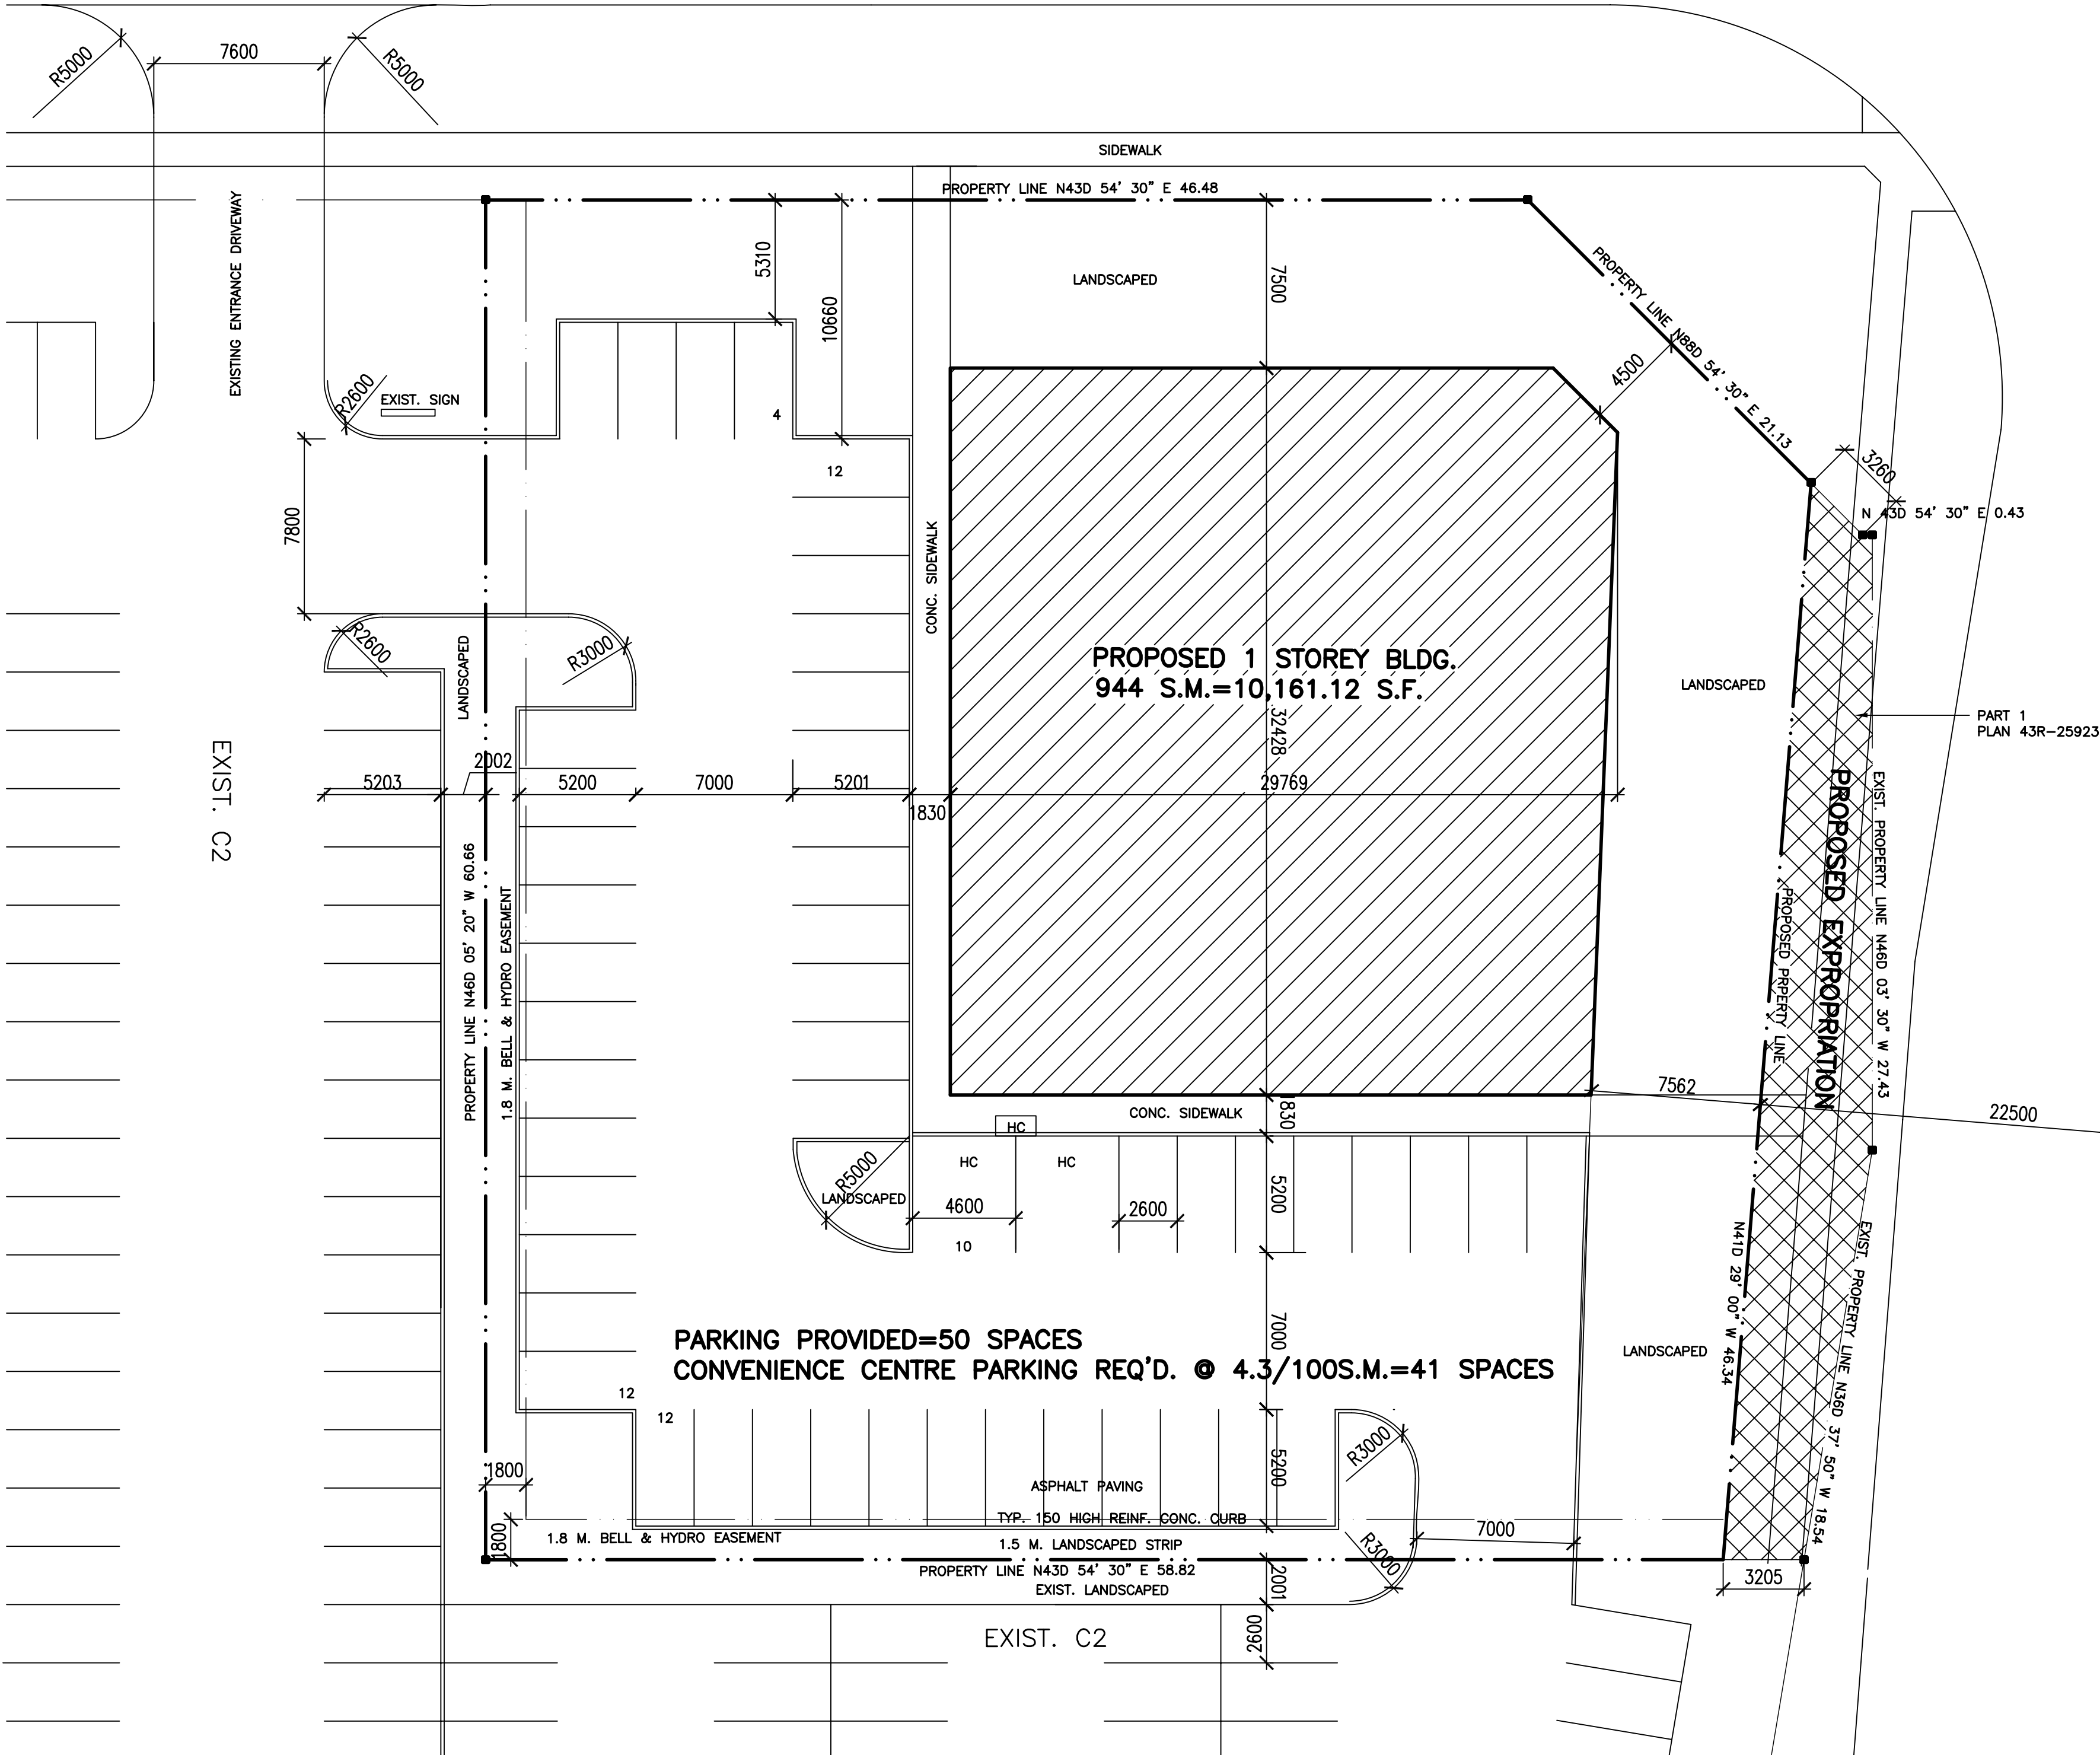 R5000
7600
R5000
SIDEWALK
PROPERTY LINE N43D 54' 30" E 46.48
EXISTING ENTRANCE DRIVEWAY
5310
10660
LANDSCAPED
7500
PROPERTY LINE N88D 54' 30" E 21.13
4500
R2600
EXIST. SIGN
4
12
3260
N 43D 54' 30" E 0.43
7800
CONC. SIDEWALK
R2600
R3000
LANDSCAPED
PROPOSED 1 STOREY BLDG.
944 S.M.=10,161.12 S.F.
32428
LANDSCAPED
PART 1
PLAN 43R-25923
EXIST. C2
5203
2002
5200
7000
5201
1830
29769
PROPERTY LINE N46D 05' 20" W 60.66
1.8 M. BELL & HYDRO EASEMENT
PROPOSED PRPERTY LINE
PROPOSED EXPROPRIATION
EXIST. PROPERTY LINE N46D 03' 30" W 27.43
7562
22500
CONC. SIDEWALK
1830
HC
HC
HC
R5000
LANDSCAPED
4600
2600
5200
10
N41D 29' 00" W 46.34
EXIST. PROPERTY LINE N36D 37' 50" W 18.54
PARKING PROVIDED=50 SPACES
CONVENIENCE CENTRE PARKING REQ'D. @ 4.3/100S.M.=41 SPACES
7000
LANDSCAPED
12
12
R3000
5200
1800
ASPHALT PAVING
TYP. 150 HIGH REINF. CONC. CURB
1800
1.8 M. BELL & HYDRO EASEMENT
1.5 M. LANDSCAPED STRIP
7000
PROPERTY LINE N43D 54' 30" E 58.82
R3000
EXIST. LANDSCAPED
2001
3205
EXIST. C2
2600